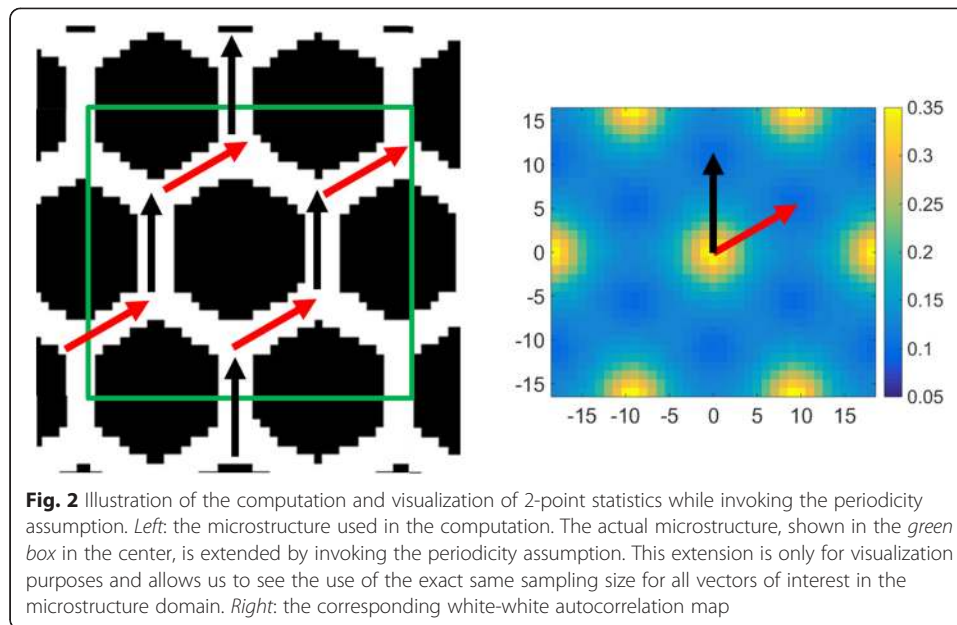 15
10
5
0
-5
-10
-15
-15 -10 -5 0 5 10 15
0.35
0.3
0.25
0.2
0.15
0.1
0.05
Fig. 2 Illustration of the computation and visualization of 2-point statistics while invoking the periodicity
assumption. Left: the microstructure used in the computation. The actual microstructure, shown in the green
box in the center, is extended by invoking the periodicity assumption. This extension is only for visualization
purposes and allows us to see the use of the exact same sampling size for all vectors of interest in the
microstructure domain. Right: the corresponding white-white autocorrelation map